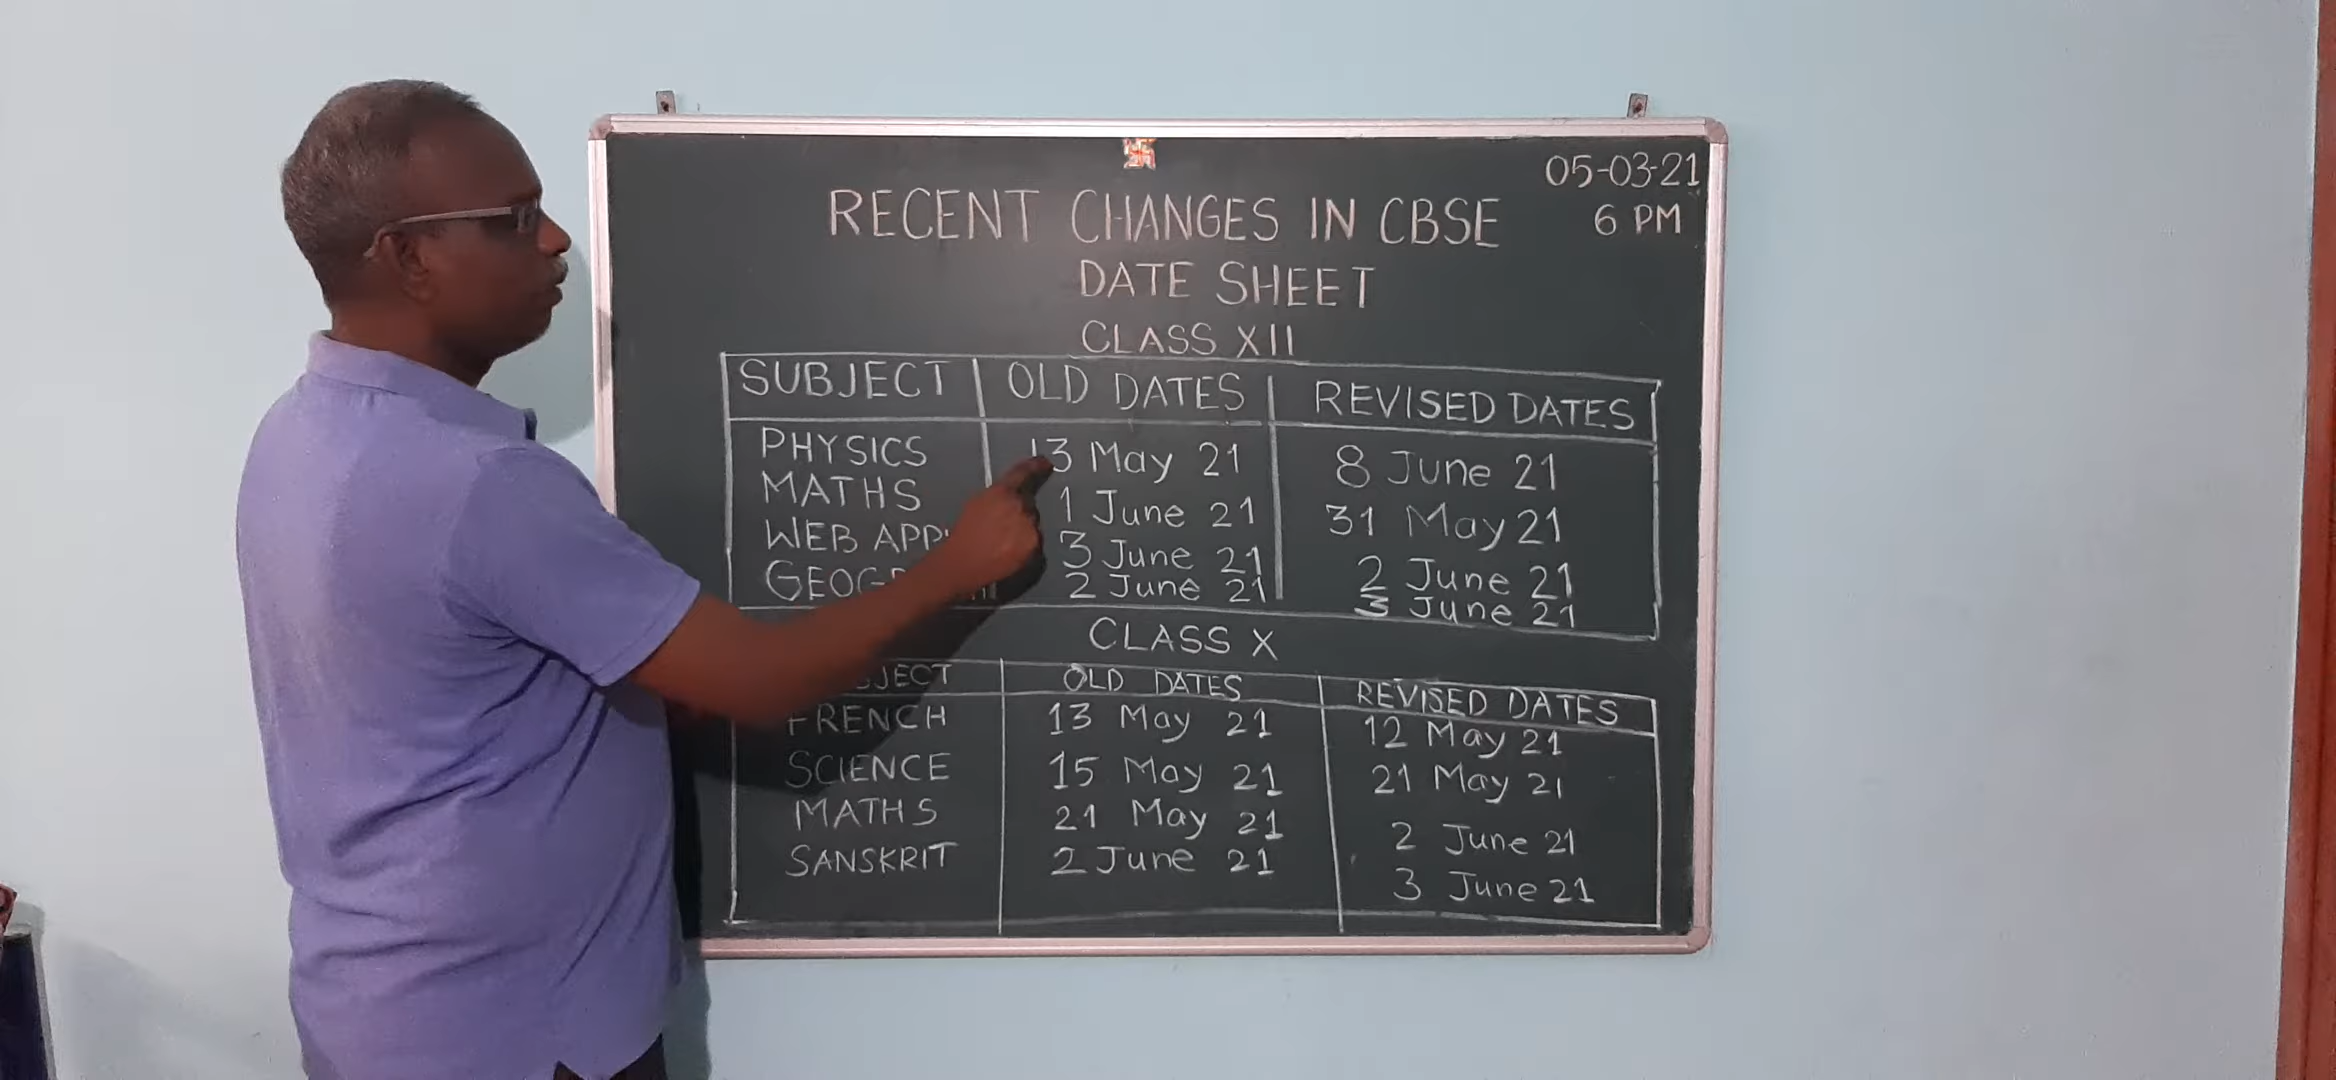 05-03-21
RECENT CHANGES IN CBSE 6 PM
DATE SHEET
CLASS XII
SUBJECT OLD DATES REVISED DATES
PHYSICS 13 May 21 8 June 21
MATHS 1 June 21 31 May 21
WEB 3 June 21 2 June 21
2 June 21 3 June 21
CLASS X
OLD DATES REVISED DATES
FRENCH 13 May 21 12 May 21
SCIENCE 15 May 21 21 May 21
MATHS 21 May 21 2 June 21
SANSKRIT 2 June 21 3 June 21